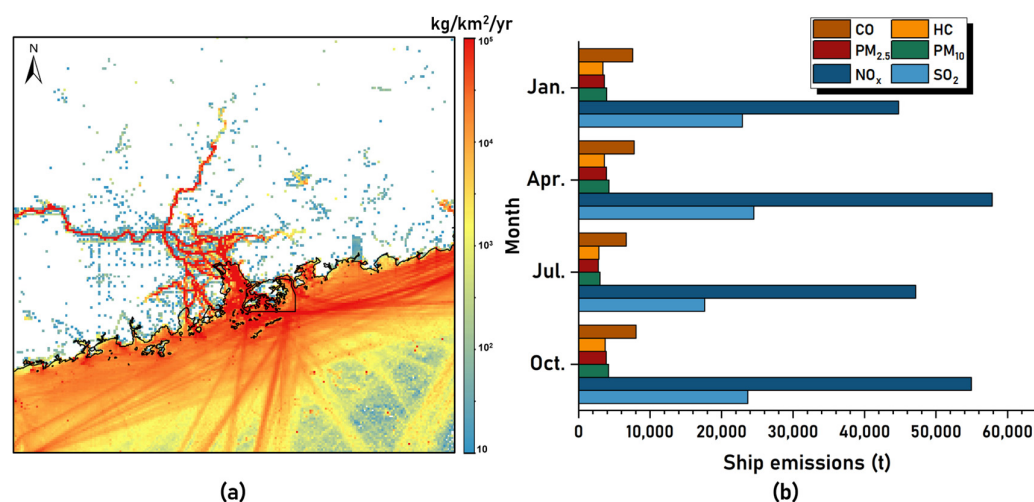 kg/km²/yr
N
10⁵
10⁴
10³
10²
10
(a)
CO HC
PM₂.₅ PM₁₀
NOₓ SO₂
Month
Jan.
Apr.
Jul.
Oct.
0 10,000 20,000 30,000 40,000 50,000 60,000
Ship emissions (t)
(b)